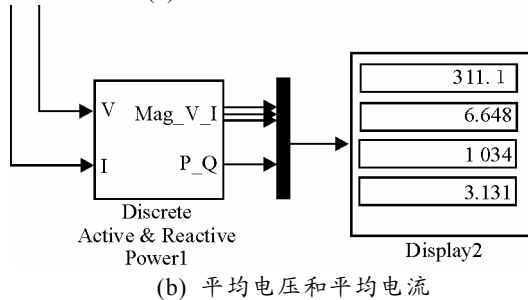 V
I
Mag_V_I
P_Q
Discrete
Active & Reactive
Power1
311. 1
6.648
1 034
3.131
Display2
(b) 平均电压和平均电流